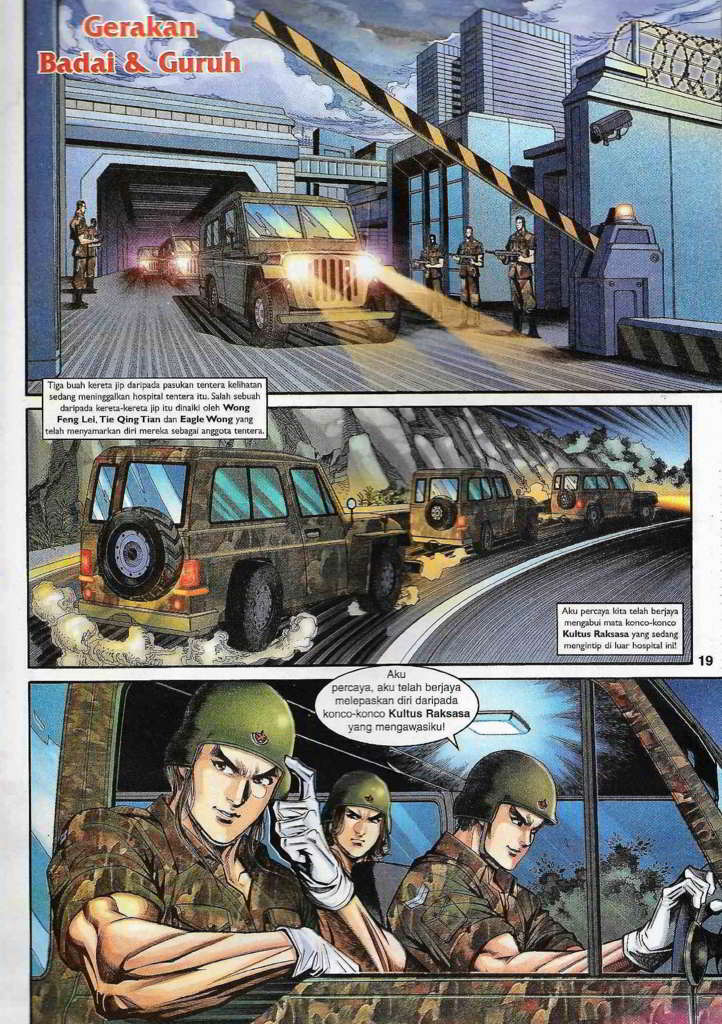 Gerakan
Badai & Guruh
Tiga buah kereta jip daripada pasukan tentera kelihatan
sedang meninggalkan hospital tentera itu. Salah sebuah
daripada kereta-kereta jip itu dinaiki oleh Wong
Feng Lei, Tie Qing Tian dan Eagle Wong yang
telah menyamarkan diri mereka sebagai anggota tentera.
Aku percaya kita telah berjaya
mengabui mata konco-konco
Kultus Raksasa yang sedang
mengintip di luar hospital ini!
19
Aku
percaya, aku telah berjaya
melepaskan diri daripada
konco-konco Kultus Raksasa
yang mengawasiku!